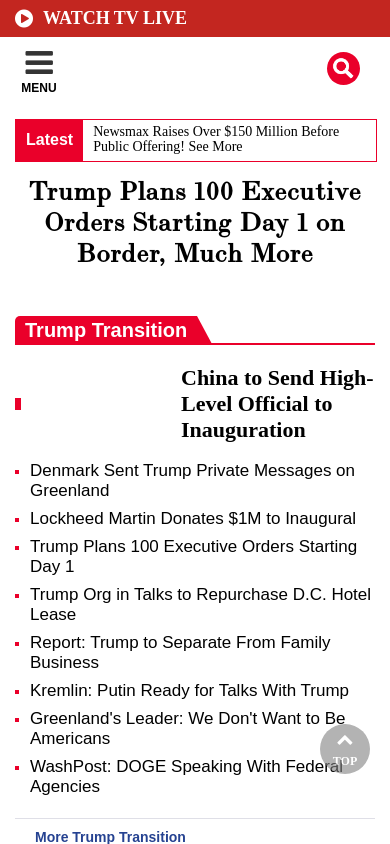 WATCH TV LIVE
MENU
Latest
Newsmax Raises Over $150 Million Before
Public Offering! See More
Trump Plans 100 Executive
Orders Starting Day 1 on
Border, Much More
Trump Transition
China to Send High-
Level Official to
Inauguration
Denmark Sent Trump Private Messages on
Greenland
Lockheed Martin Donates $1M to Inaugural
Trump Plans 100 Executive Orders Starting
Day 1
Trump Org in Talks to Repurchase D.C. Hotel
Lease
Report: Trump to Separate From Family
Business
Kremlin: Putin Ready for Talks With Trump
Greenland's Leader: We Don't Want to Be
Americans
WashPost: DOGE Speaking With Federal
Agencies
TOP
More Trump Transition